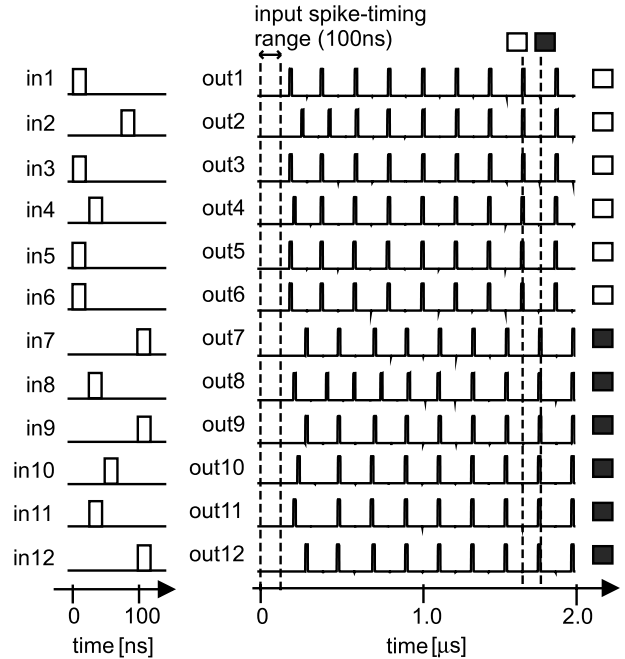 input spike-timing
range (100ns)
in1 out1
in2 out2
in3 out3
in4 out4
in5 out5
in6 out6
in7 out7
in8 out8
in9 out9
in10 out10
in11 out11
in12 out12
0 100 0 1.0 2.0
time [ns] time [μs]